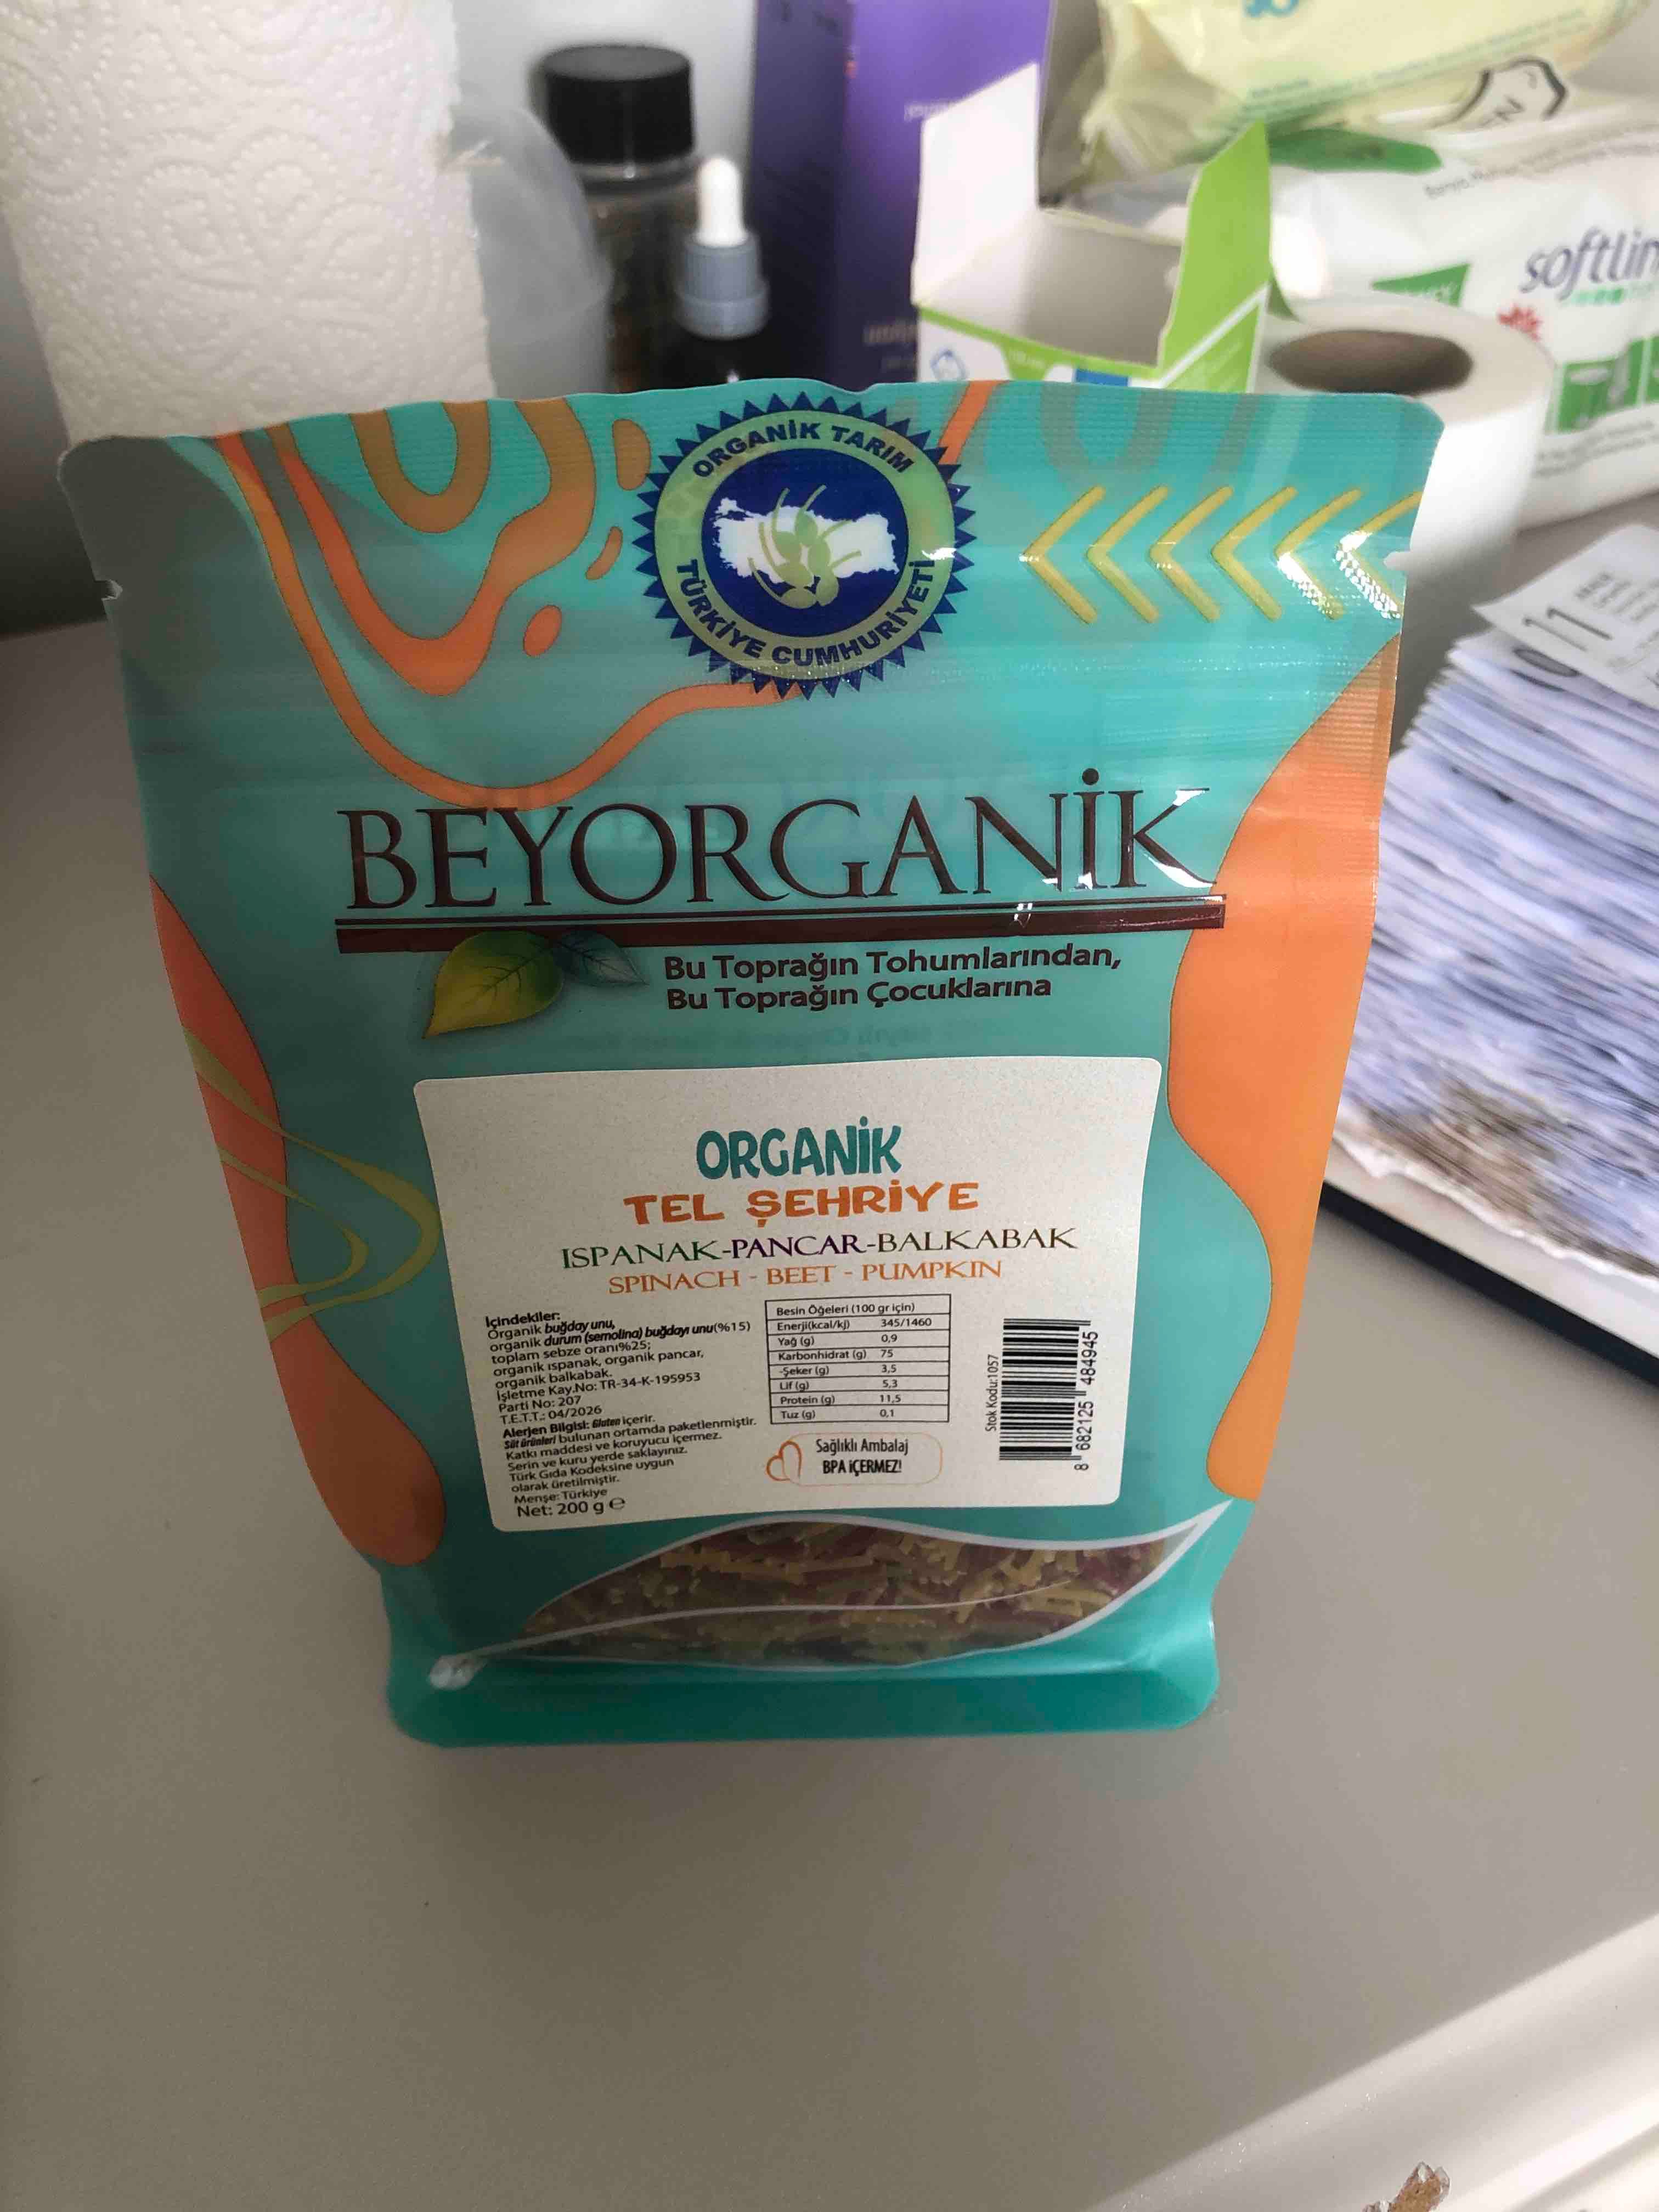 softlin
11
ORGANİK TARIM
TÜRKİYE CUMHURİYETİ
BEYORGANİK
Bu Toprağın Tohumlarından,
Bu Toprağın Çocuklarına
ORGANİK
TEL ŞEHRİYE
ISPANAK-PANCAR-BALKABAK
SPINACH - BEET - PUMPKIN
İçindekiler:
Organik buğday unu,
organik durum (semolina) buğdayı unu(%15)
toplam sebze oranı%25;
organik ıspanak, organik pancar,
organik balkabak.
İşletme Kay.No: TR-34-K-195953
Parti No: 207
T.E.T.T.: 04/2026
Alerjen Bilgisi: Gluten içerir.
Süt ürünleri bulunan ortamda paketlenmiştir.
Katkı maddesi ve koruyucu içermez.
Serin ve kuru yerde saklayınız.
Türk Gıda Kodeksine uygun
olarak üretilmiştir.
Menşe: Türkiye
Net: 200 g e
Besin Öğeleri (100 gr için)
Enerji(kcal/kj) 345/1460
Yağ (g) 0,9
Karbonhidrat (g) 75
-Şeker (g) 3,5
Lif (g) 5,3
Protein (g) 11,5
Tuz (g) 0,1
Sağlıklı Ambalaj
BPA İÇERMEZ!
Stok Kodu:1057
8 682125 484945